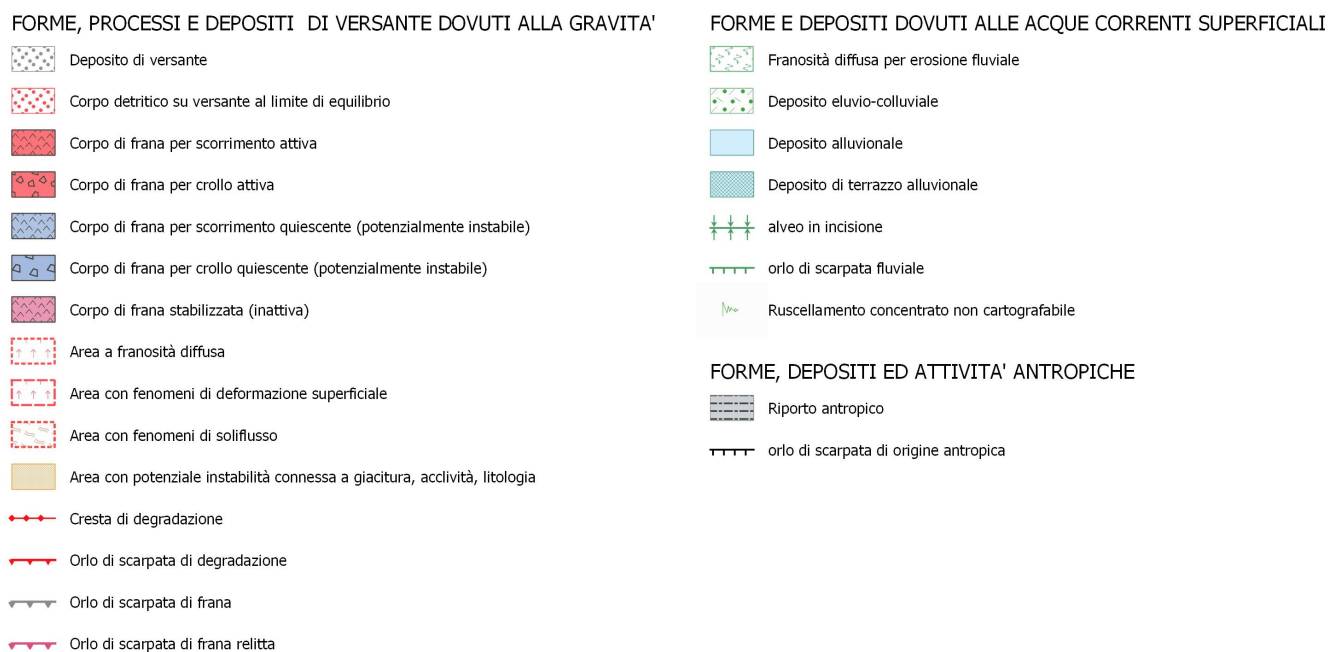 FORME, PROCESSI E DEPOSITI DI VERSANTE DOVUTI ALLA GRAVITA'
Deposito di versante
Corpo detritico su versante al limite di equilibrio
Corpo di frana per scorrimento attiva
Corpo di frana per crollo attiva
Corpo di frana per scorrimento quiescente (potenzialmente instabile)
Corpo di frana per crollo quiescente (potenzialmente instabile)
Corpo di frana stabilizzata (inattiva)
Area a franosità diffusa
Area con fenomeni di deformazione superficiale
Area con fenomeni di soliflusso
Area con potenziale instabilità connessa a giacitura, acclività, litologia
Cresta di degradazione
Orlo di scarpata di degradazione
Orlo di scarpata di frana
Orlo di scarpata di frana relitta
FORME E DEPOSITI DOVUTI ALLE ACQUE CORRENTI SUPERFICIALI
Franosità diffusa per erosione fluviale
Deposito eluvio-colluviale
Deposito alluvionale
Deposito di terrazzo alluvionale
alveo in incisione
orlo di scarpata fluviale
Ruscellamento concentrato non cartografabile
FORME, DEPOSITI ED ATTIVITA' ANTROPICHE
Riporto antropico
orlo di scarpata di origine antropica